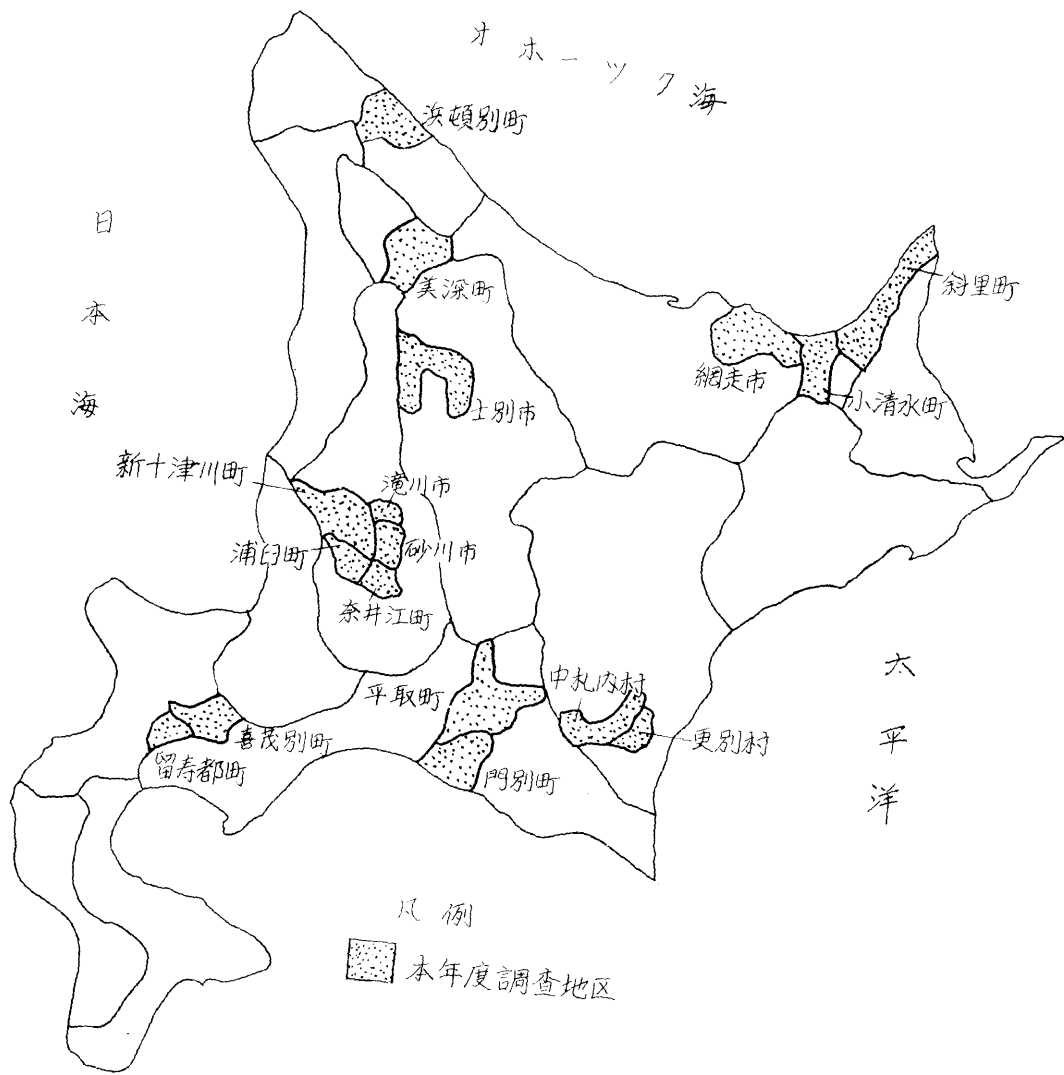 オホーツク海
浜頓別町
日本海
美深町
斜里町
網走市
小清水町
士別市
新十津川町
滝川市
浦臼町
砂川市
奈井江町
太平洋
平取町
中札内村
更別村
喜茂別町
留寿都町
門別町
凡例
本年度調査地区